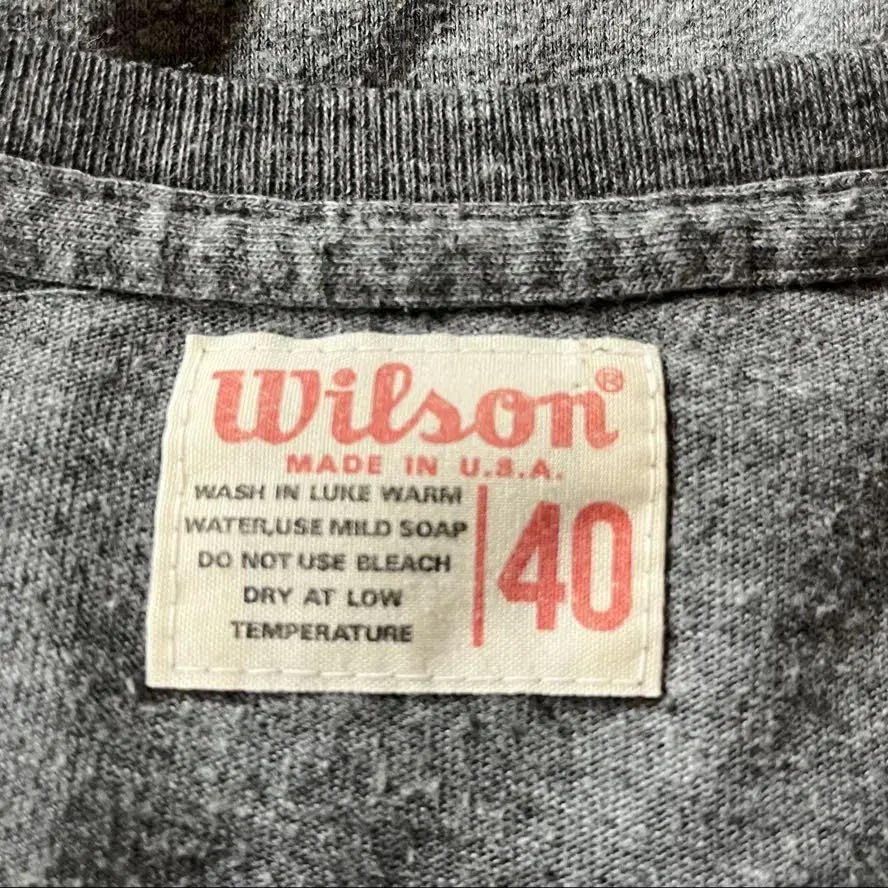 Wilson®
MADE IN U.S.A.
WASH IN LUKE WARM
WATER,USE MILD SOAP
DO NOT USE BLEACH
DRY AT LOW
TEMPERATURE
40